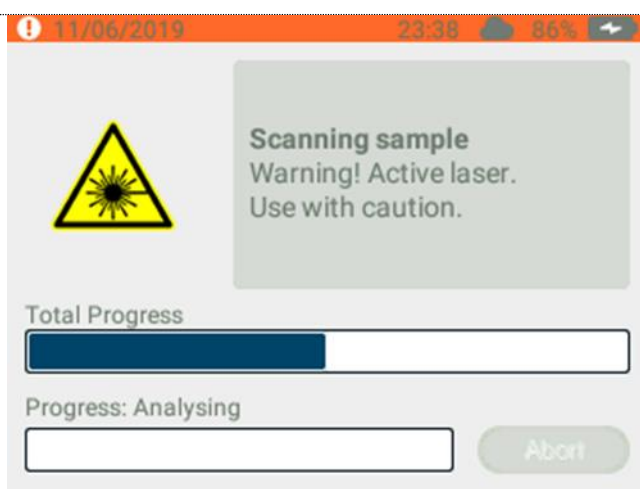 11/06/2019 23:38 86%
Scanning sample
Warning! Active laser.
Use with caution.
Total Progress
Progress: Analysing
Abort